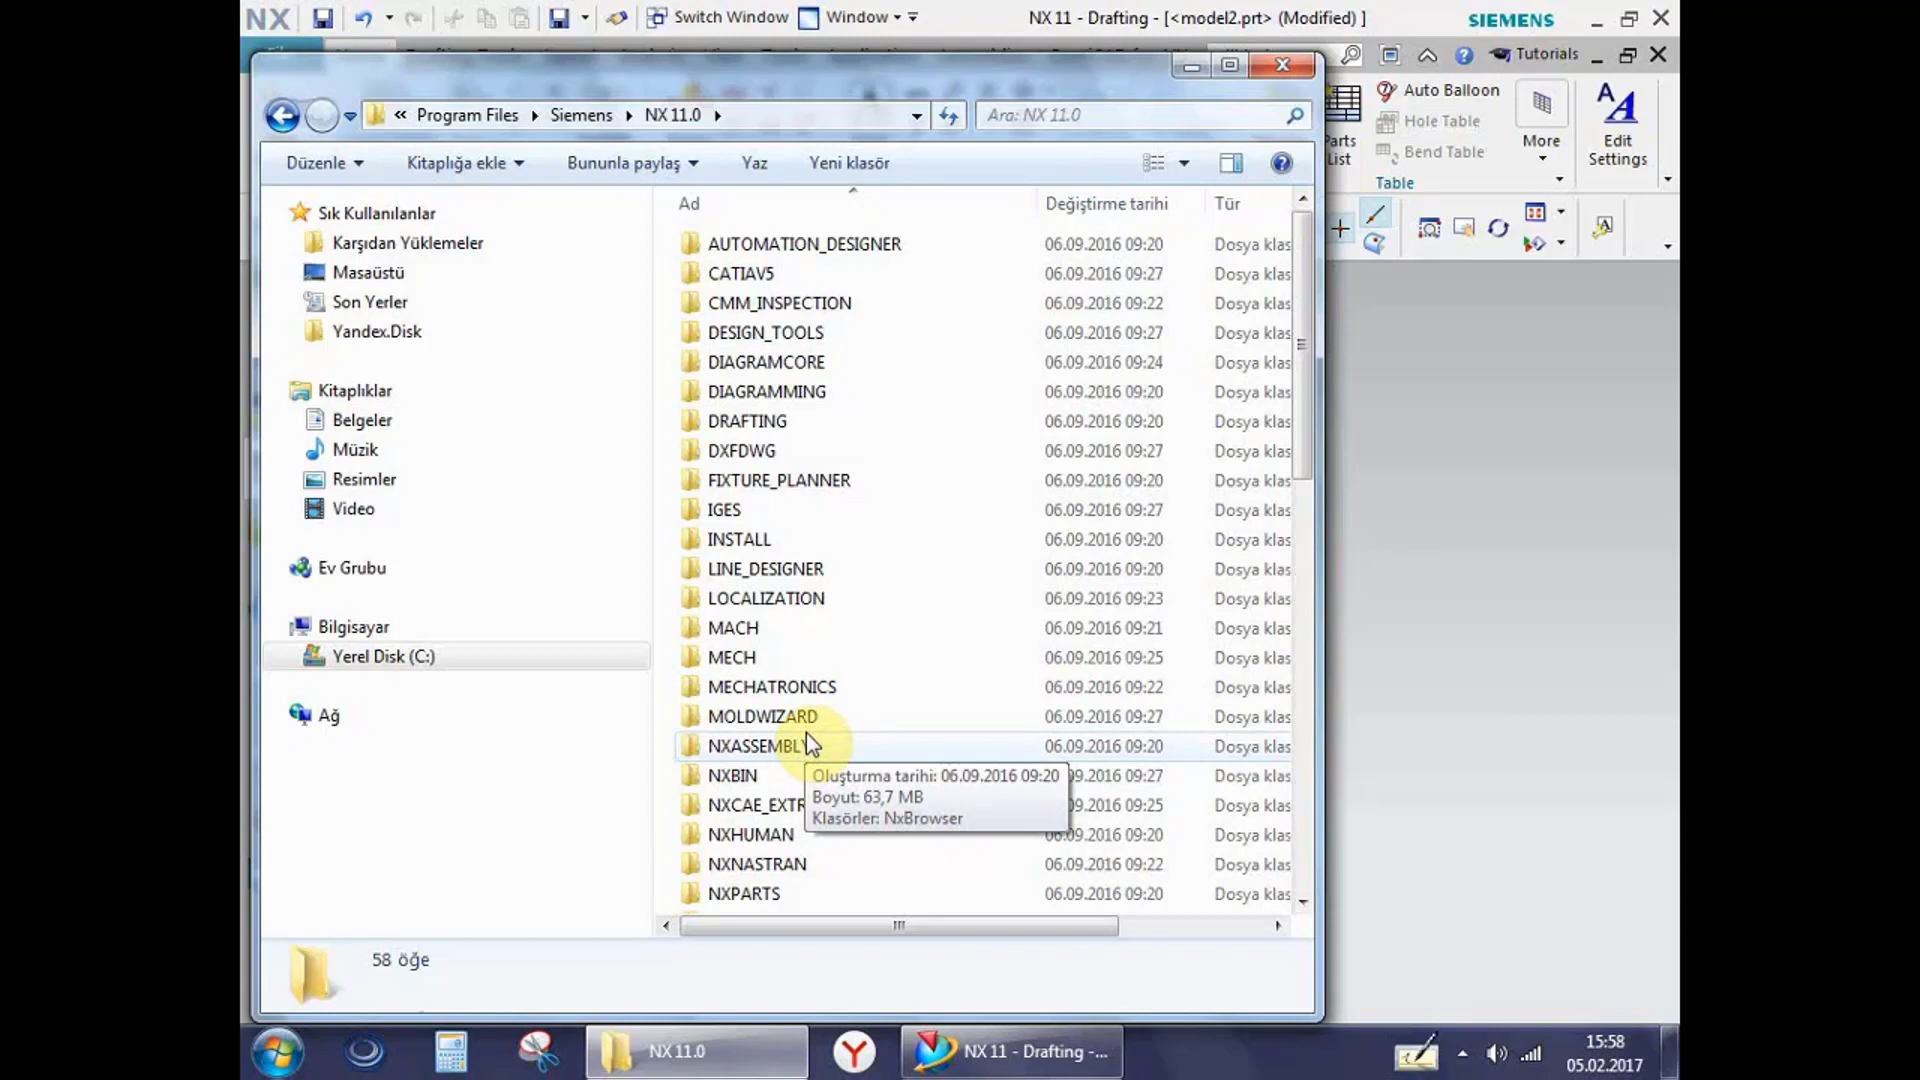 NX
Switch Window
Window
NX 11 - Drafting - [<model2.prt> (Modified) ]
SIEMENS
Tutorials
« Program Files Siemens NX 11.0
Ara: NX 11.0
Auto Balloon
Hole Table
Bend Table
Parts
List
More
Edit
Settings
Table
Düzenle
Kitaplığa ekle
Bununla paylaş
Yaz
Yeni klasör
Ad
Değiştirme tarihi
Tür
Sık Kullanılanlar
Karşıdan Yüklemeler
Masaüstü
Son Yerler
Yandex.Disk
Kitaplıklar
Belgeler
Müzik
Resimler
Video
Ev Grubu
Bilgisayar
Yerel Disk (C:)
Ağ
AUTOMATION_DESIGNER 06.09.2016 09:20 Dosya klas
CATIAV5 06.09.2016 09:27 Dosya klas
CMM_INSPECTION 06.09.2016 09:22 Dosya klas
DESIGN_TOOLS 06.09.2016 09:27 Dosya klas
DIAGRAMCORE 06.09.2016 09:24 Dosya klas
DIAGRAMMING 06.09.2016 09:20 Dosya klas
DRAFTING 06.09.2016 09:20 Dosya klas
DXFDWG 06.09.2016 09:27 Dosya klas
FIXTURE_PLANNER 06.09.2016 09:20 Dosya klas
IGES 06.09.2016 09:27 Dosya klas
INSTALL 06.09.2016 09:20 Dosya klas
LINE_DESIGNER 06.09.2016 09:20 Dosya klas
LOCALIZATION 06.09.2016 09:23 Dosya klas
MACH 06.09.2016 09:21 Dosya klas
MECH 06.09.2016 09:25 Dosya klas
MECHATRONICS 06.09.2016 09:22 Dosya klas
MOLDWIZARD 06.09.2016 09:27 Dosya klas
NXASSEMBLY 06.09.2016 09:20 Dosya klas
NXBIN 09.2016 09:27 Dosya klas
NXCAE_EXTR 09.2016 09:25 Dosya klas
NXHUMAN 06.09.2016 09:20 Dosya klas
NXNASTRAN 06.09.2016 09:22 Dosya klas
NXPARTS 06.09.2016 09:20 Dosya klas
Oluşturma tarihi: 06.09.2016 09:20
Boyut: 63,7 MB
Klasörler: NxBrowser
58 öğe
NX 11.0
NX 11 - Drafting -...
15:58
05.02.2017